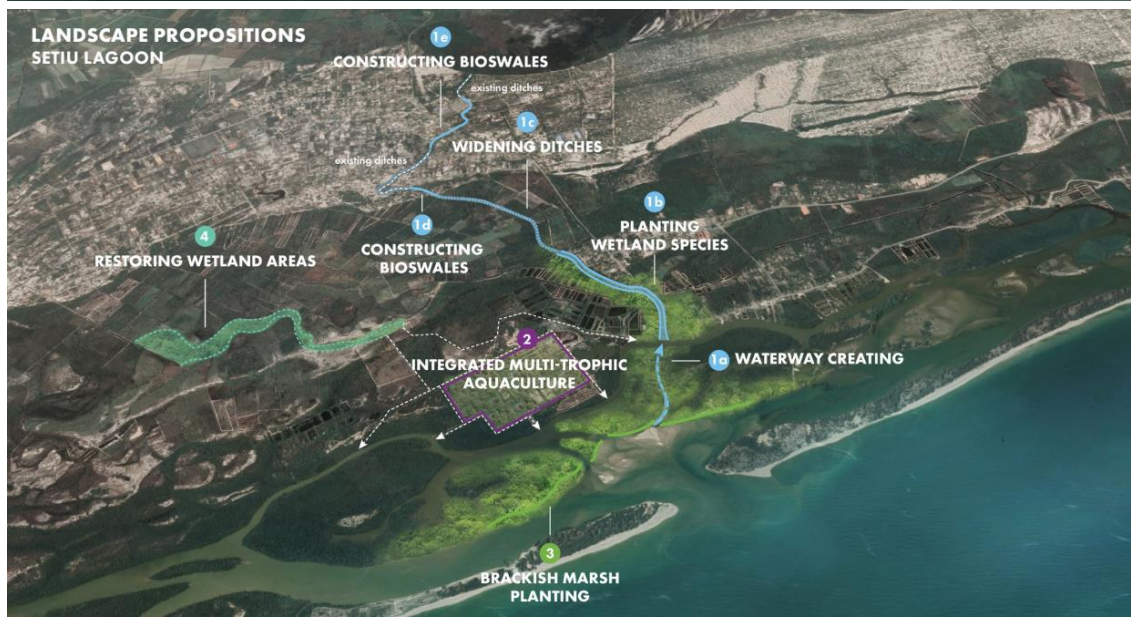 LANDSCAPE PROPOSITIONS
SETIU LAGOON
1e
CONSTRUCTING BIOSWALES
existing ditches
1c
WIDENING DITCHES
existing ditches
1b
PLANTING
WETLAND SPECIES
1d
CONSTRUCTING
BIOSWALES
4
RESTORING WETLAND AREAS
2
INTEGRATED MULTI-TROPHIC
AQUACULTURE
1a WATERWAY CREATING
3
BRACKISH MARSH
PLANTING